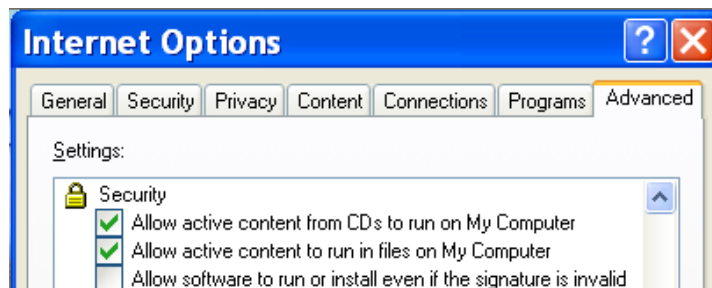 Internet Options
General Security Privacy Content Connections Programs Advanced
Settings:
Security
Allow active content from CDs to run on My Computer
Allow active content to run in files on My Computer
Allow software to run or install even if the signature is invalid